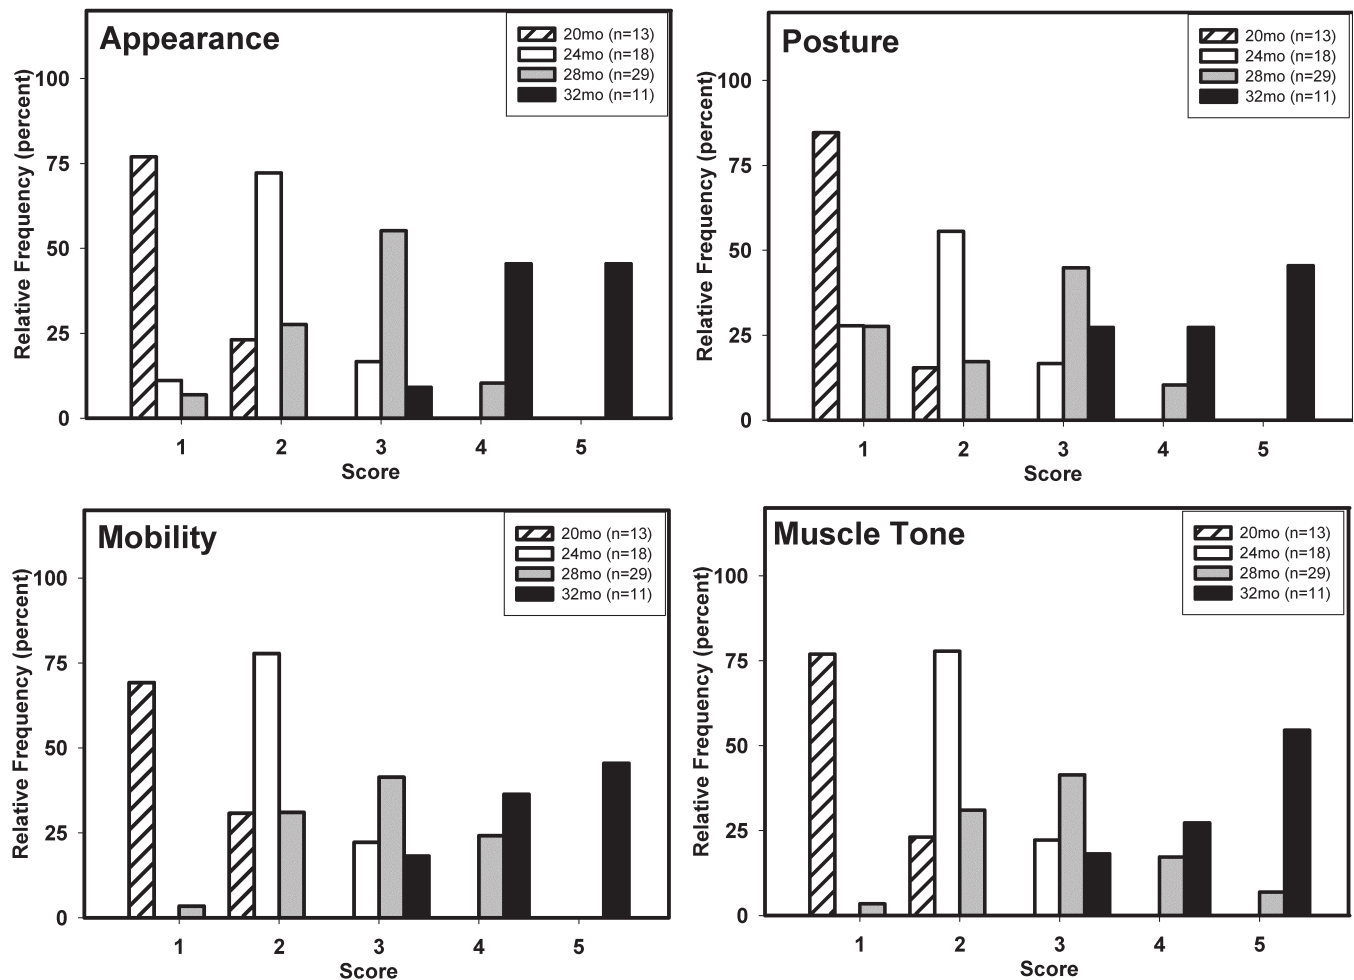 Appearance
20mo (n=13)
24mo (n=18)
28mo (n=29)
32mo (n=11)
Relative Frequency (percent)
100
75
50
25
0
1 2 3 4 5
Score
Posture
20mo (n=13)
24mo (n=18)
28mo (n=29)
32mo (n=11)
Relative Frequency (percent)
100
75
50
25
0
1 2 3 4 5
Score
Mobility
20mo (n=13)
24mo (n=18)
28mo (n=29)
32mo (n=11)
Relative Frequency (percent)
100
75
50
25
0
1 2 3 4 5
Score
Muscle Tone
20mo (n=13)
24mo (n=18)
28mo (n=29)
32mo (n=11)
Relative Frequency (percent)
100
75
50
25
0
1 2 3 4 5
Score